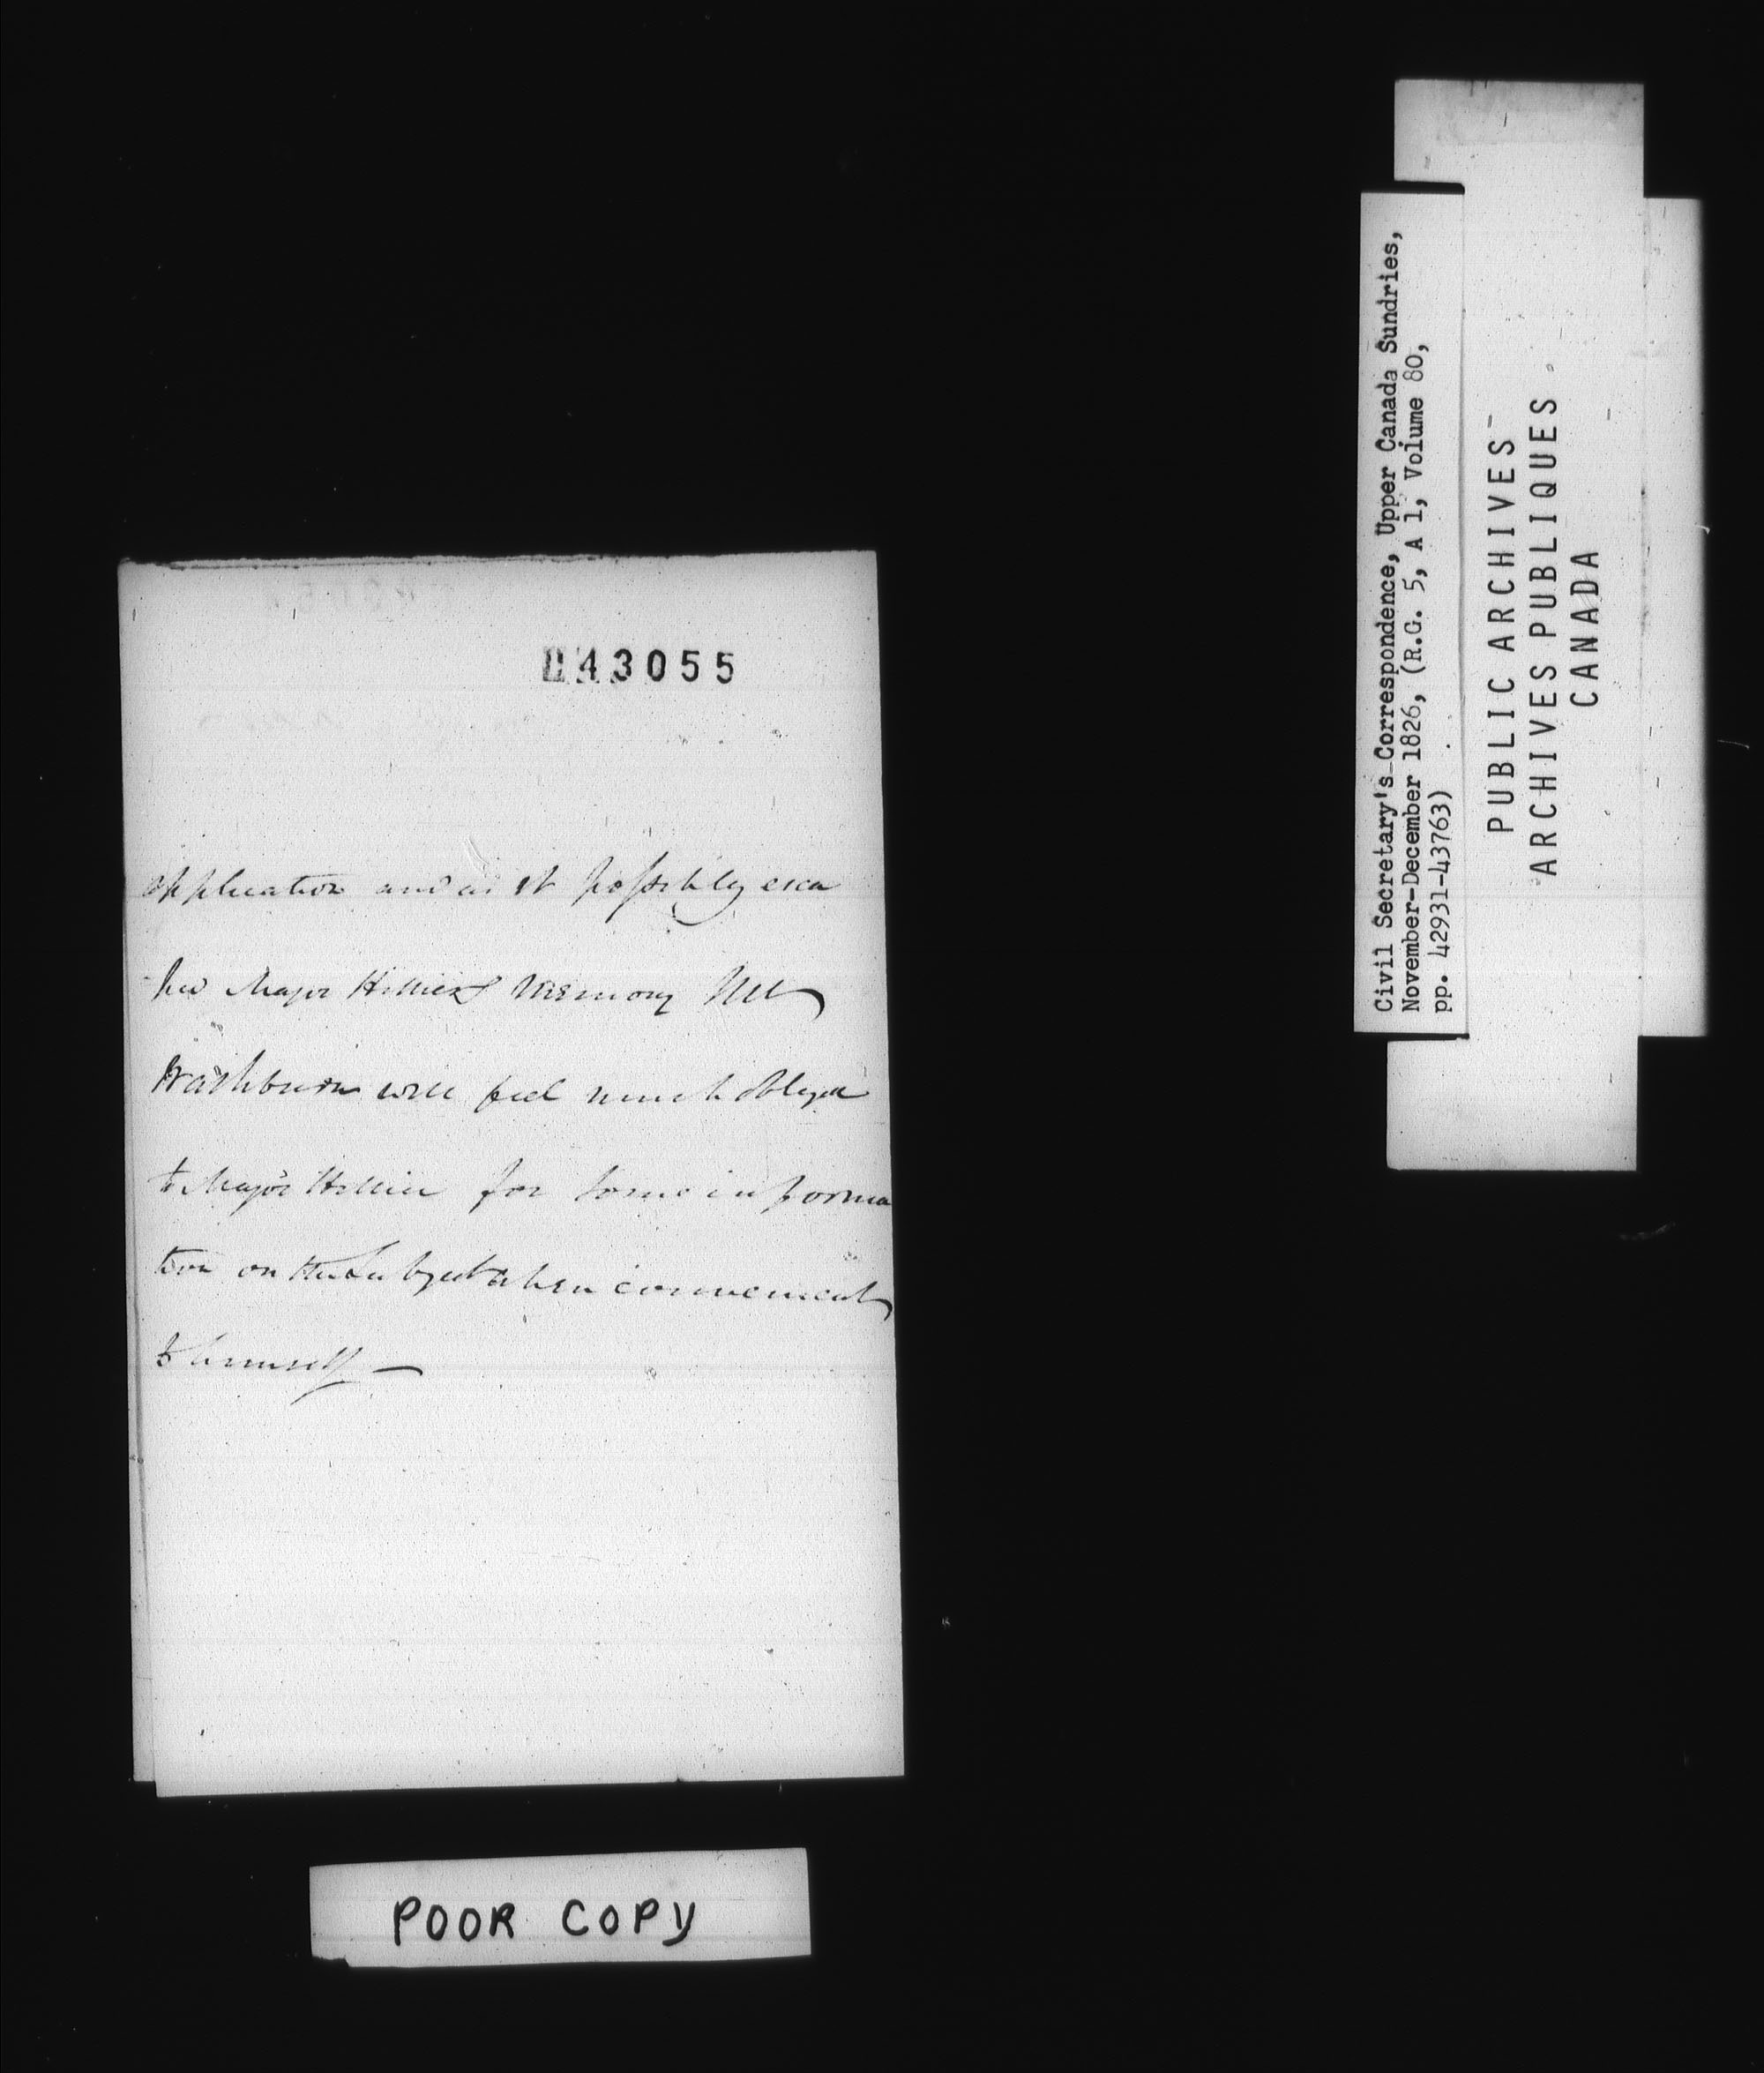 043055
application and as it possibly esca
ped Major Hilliers memory Mr
Washburn will feel much obliged
to Major Hillier for some informa
tion on the subject when convenient
to himself —
POOR COPY
Civil Secretary's Correspondence, Upper Canada Sundries,
November-December 1826, (R.G. 5, A 1, Volume 80,
pp. 42931-43763)
PUBLIC ARCHIVES
ARCHIVES PUBLIQUES
CANADA